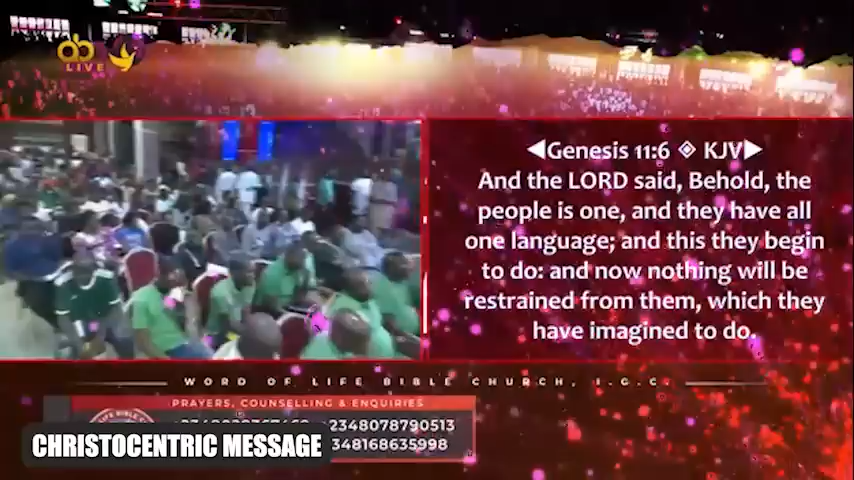 LIVE
Genesis 11:6 ◈ KJV
And the LORD said, Behold, the
people is one, and they have all
one language; and this they begin
to do: and now nothing will be
restrained from them, which they
have imagined to do.
WORD OF LIFE BIBLE CHURCH, I.G.C.
PRAYERS, COUNSELLING & ENQUIRIES
2348078790513
348168635998
CHRISTOCENTRIC MESSAGE